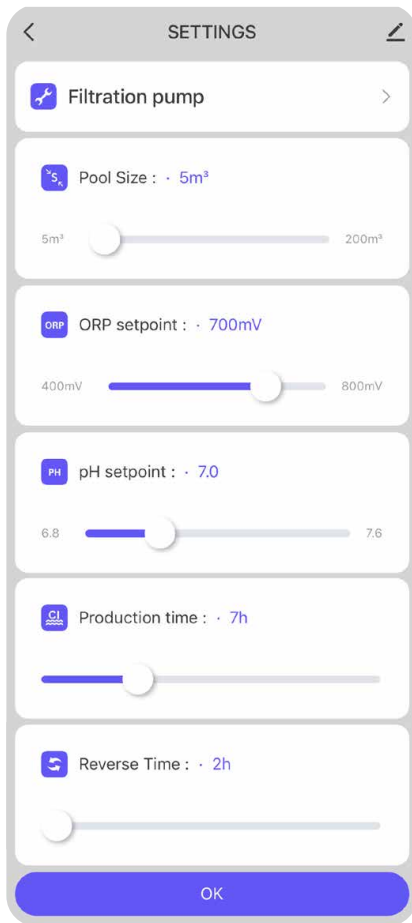 SETTINGS
Filtration pump
S
Pool Size : · 5m³
5m³ 200m³
ORP
ORP setpoint : · 700mV
400mV 800mV
PH
pH setpoint : · 7.0
6.8 7.6
CL
Production time : · 7h
Reverse Time : · 2h
OK